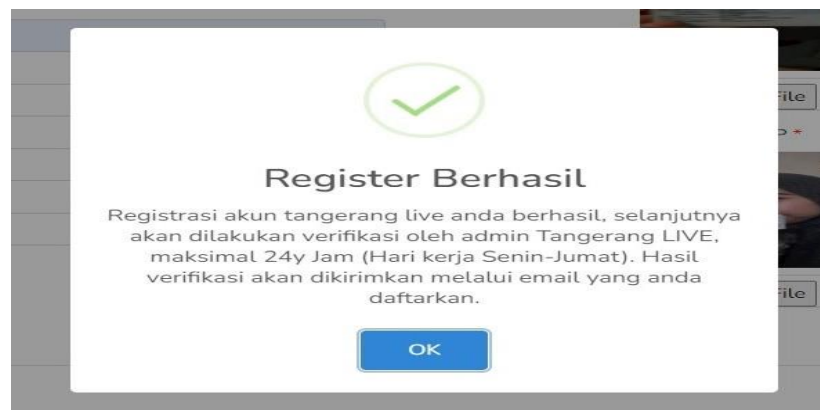 File
P *
Register Berhasil
Registrasi akun tangerang live anda berhasil, selanjutnya
akan dilakukan verifikasi oleh admin Tangerang LIVE,
maksimal 24y Jam (Hari kerja Senin-Jumat). Hasil
verifikasi akan dikirimkan melalui email yang anda
daftarkan.
File
OK